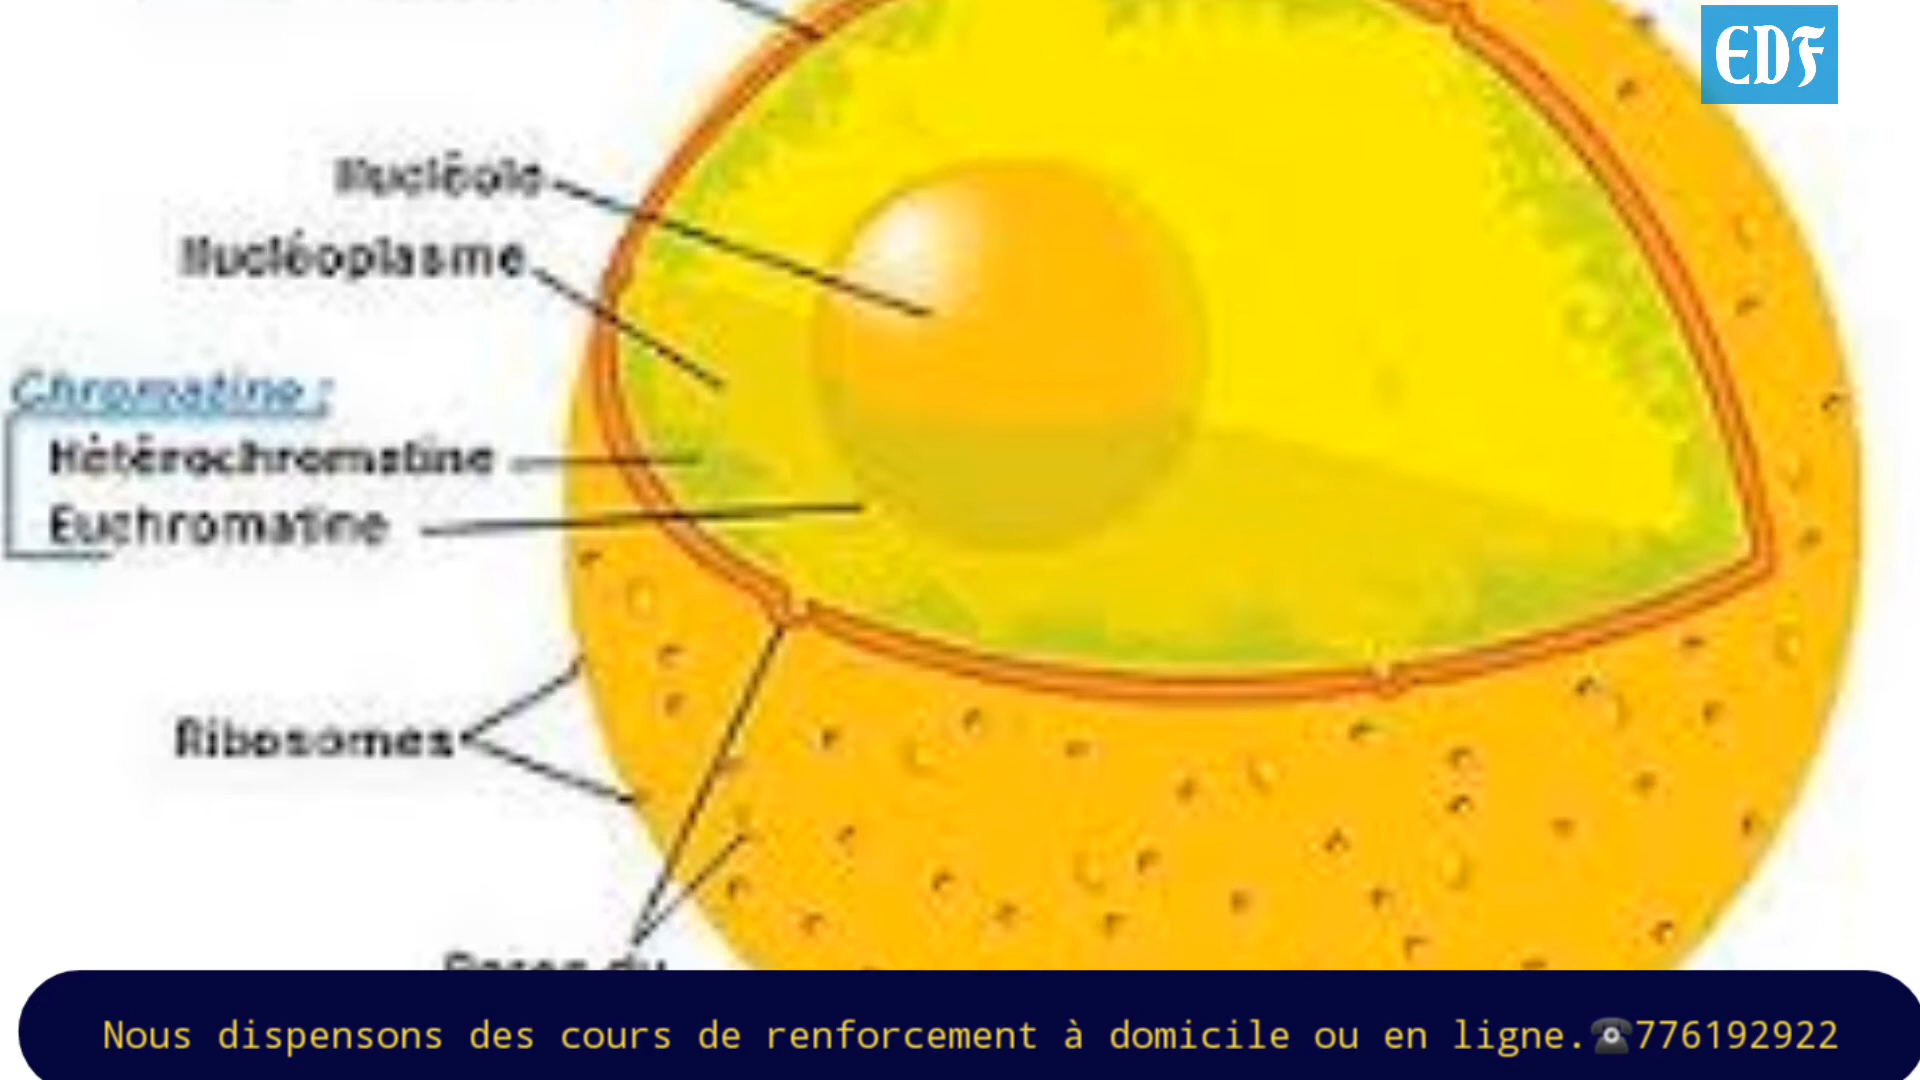 EDF
Nucléole
Nucléoplasme
Chromatine :
Hétérochromatine
Euchromatine
Ribosomes
Nous dispensons des cours de renforcement à domicile ou en ligne.☎776192922